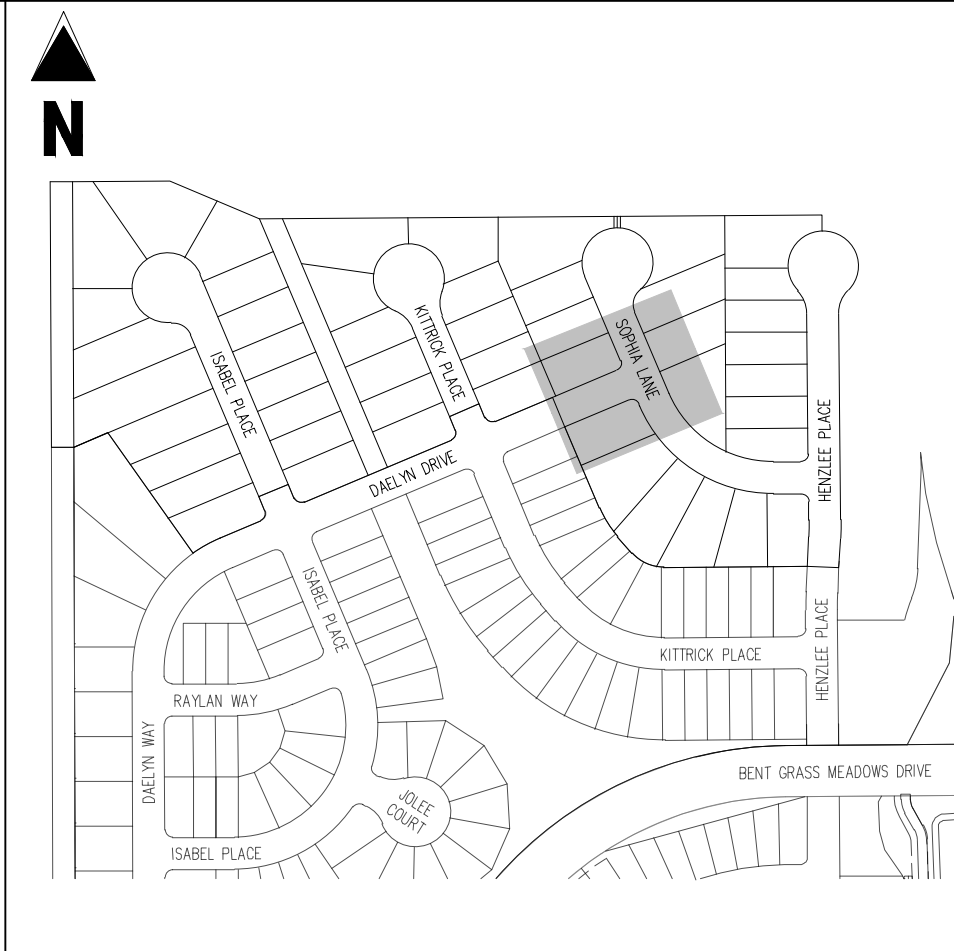 N
SOPHIA LANE
KITTRICK PLACE
ISABEL PLACE
HENZLEE PLACE
DAELYN DRIVE
ISABEL PLACE
HENZLEE PLACE
KITTRICK PLACE
RAYLAN WAY
DAELYN WAY
BENT GRASS MEADOWS DRIVE
JOLEE
COURT
ISABEL PLACE